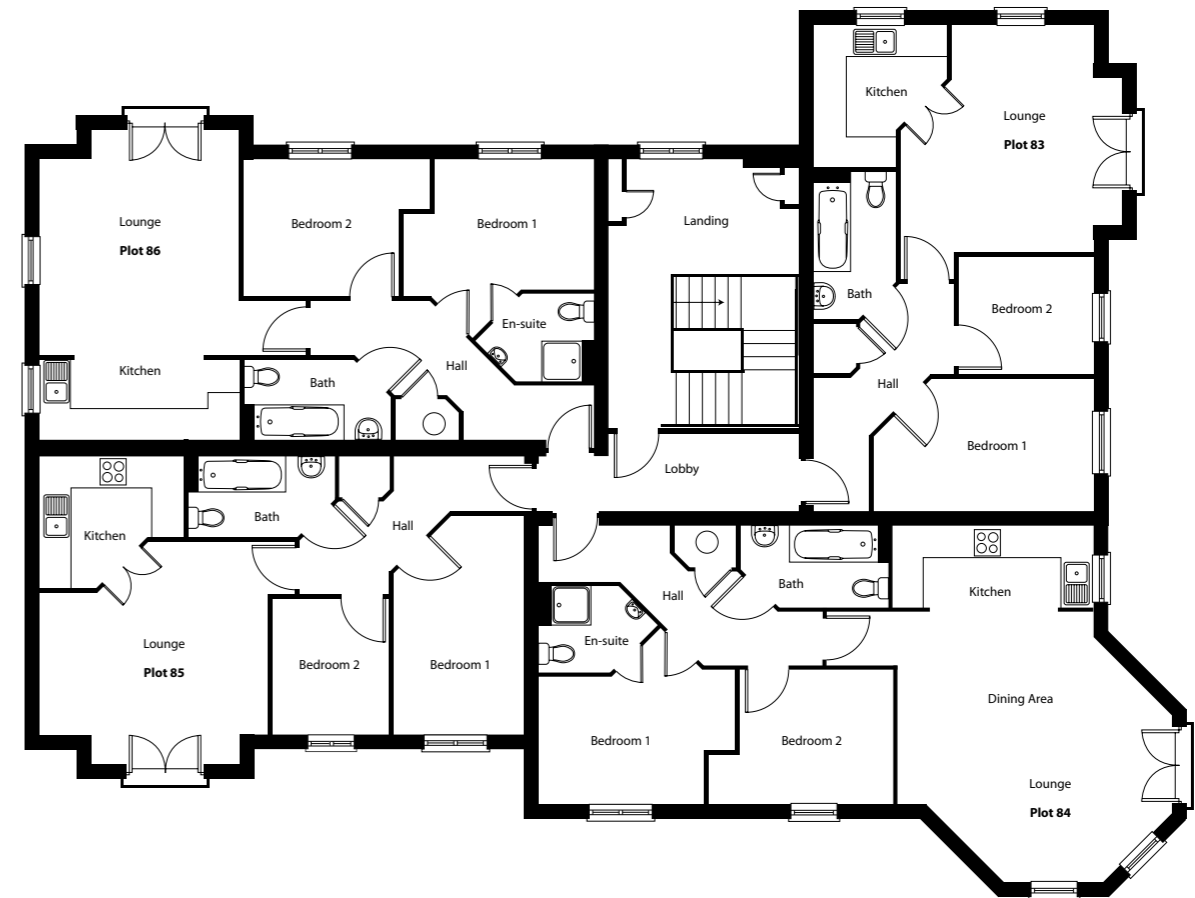 Kitchen
Lounge
Plot 83
Bath
Bedroom 2
Hall
Bedroom 1
Landing
Lobby
Lounge
Plot 86
Bedroom 2
Bedroom 1
En-suite
Kitchen
Bath
Hall
Kitchen
Bath
Hall
Lounge
Plot 85
Bedroom 2
Bedroom 1
Hall
Bath
Kitchen
En-suite
Dining Area
Bedroom 1
Bedroom 2
Lounge
Plot 84